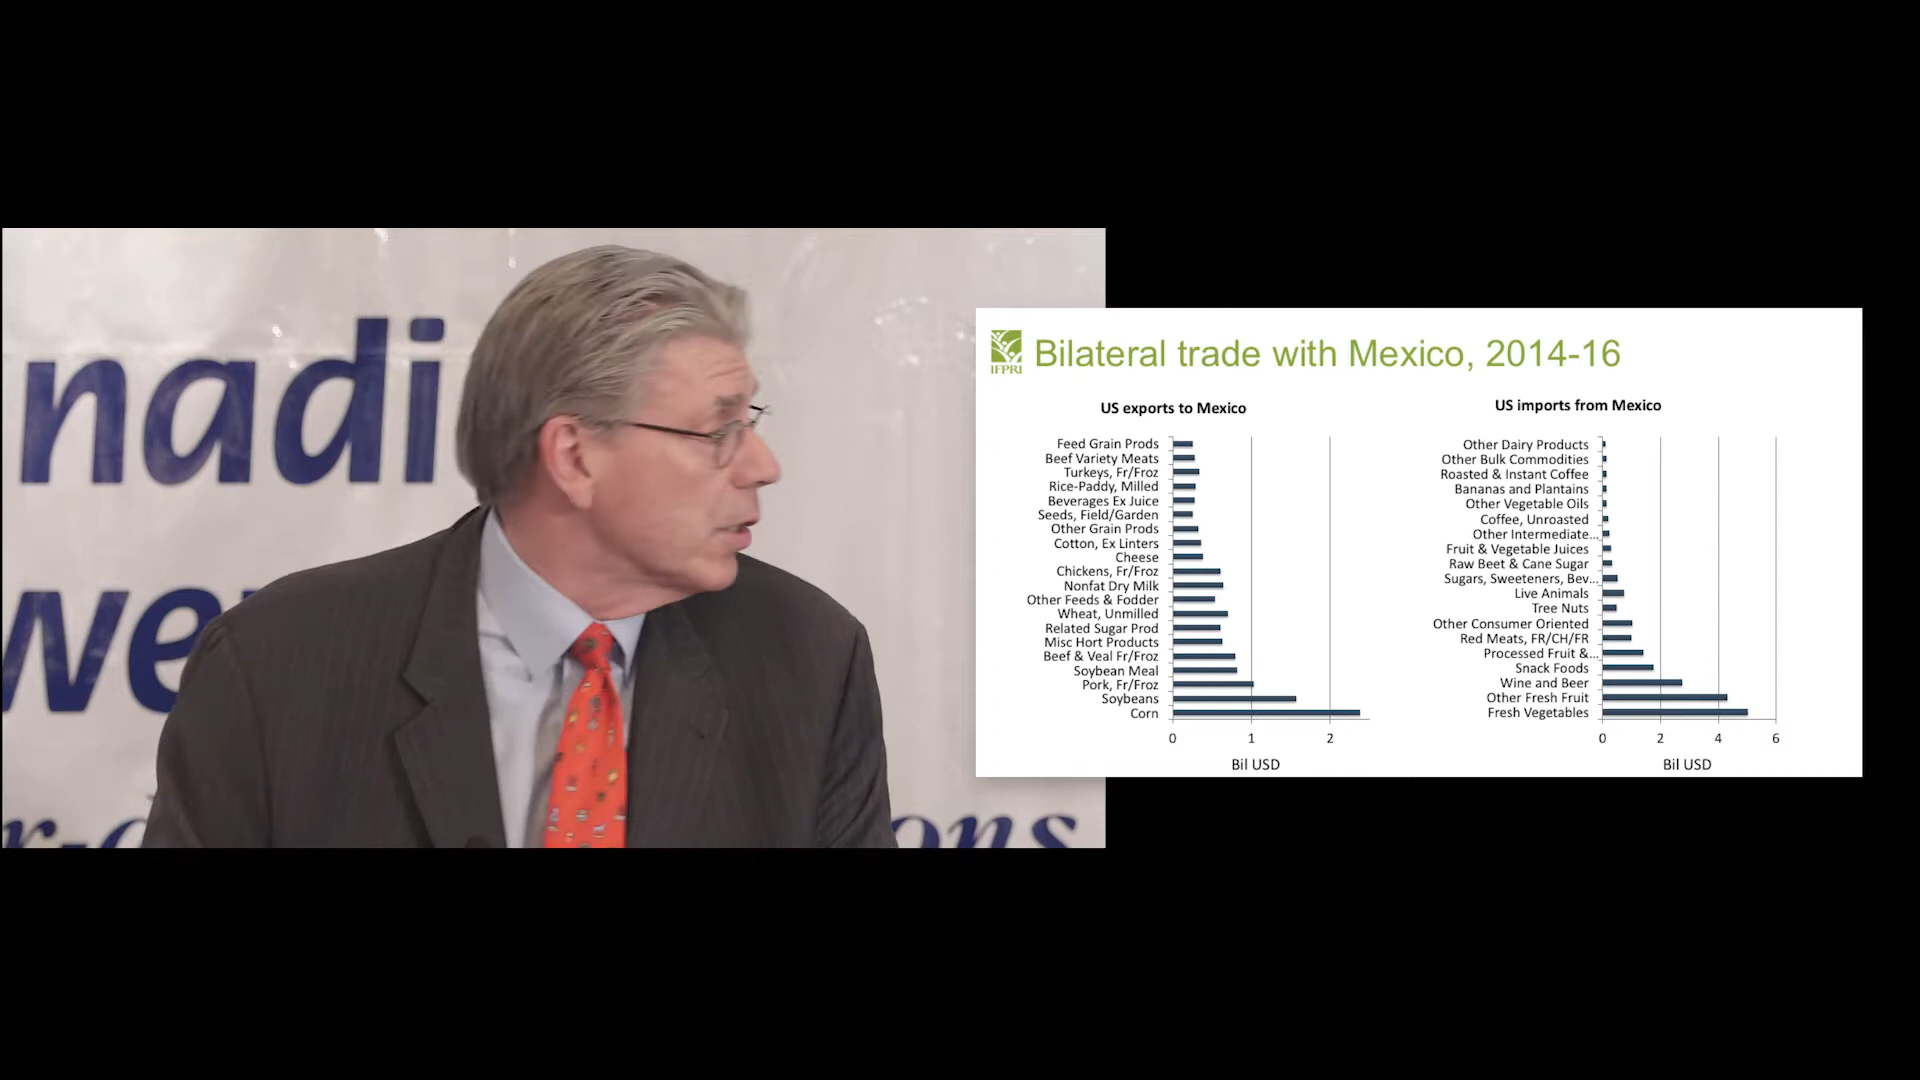 nadi
we
r-
ons
IFPRI
Bilateral trade with Mexico, 2014-16
US exports to Mexico
Feed Grain Prods
Beef Variety Meats
Turkeys, Fr/Froz
Rice-Paddy, Milled
Beverages Ex Juice
Seeds, Field/Garden
Other Grain Prods
Cotton, Ex Linters
Cheese
Chickens, Fr/Froz
Nonfat Dry Milk
Other Feeds & Fodder
Wheat, Unmilled
Related Sugar Prod
Misc Hort Products
Beef & Veal Fr/Froz
Soybean Meal
Pork, Fr/Froz
Soybeans
Corn
0 1 2
Bil USD
US imports from Mexico
Other Dairy Products
Other Bulk Commodities
Roasted & Instant Coffee
Bananas and Plantains
Other Vegetable Oils
Coffee, Unroasted
Other Intermediate...
Fruit & Vegetable Juices
Raw Beet & Cane Sugar
Sugars, Sweeteners, Bev...
Live Animals
Tree Nuts
Other Consumer Oriented
Red Meats, FR/CH/FR
Processed Fruit &...
Snack Foods
Wine and Beer
Other Fresh Fruit
Fresh Vegetables
0 2 4 6
Bil USD